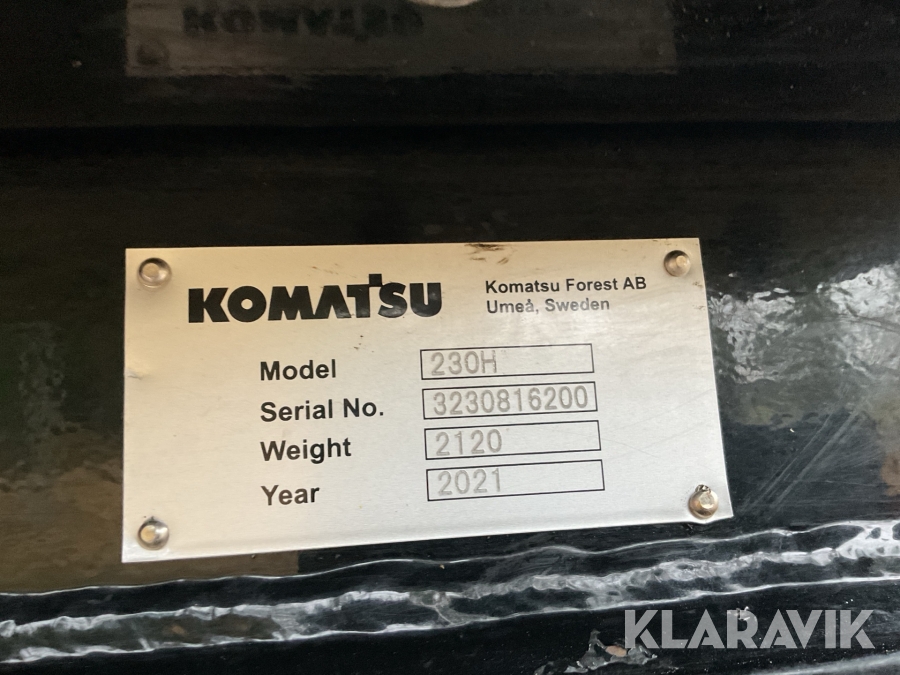 KOMATSU
Komatsu Forest AB
Umeå, Sweden
Model 230H
Serial No. 3230816200
Weight 2120
Year 2021
KLARAVIK